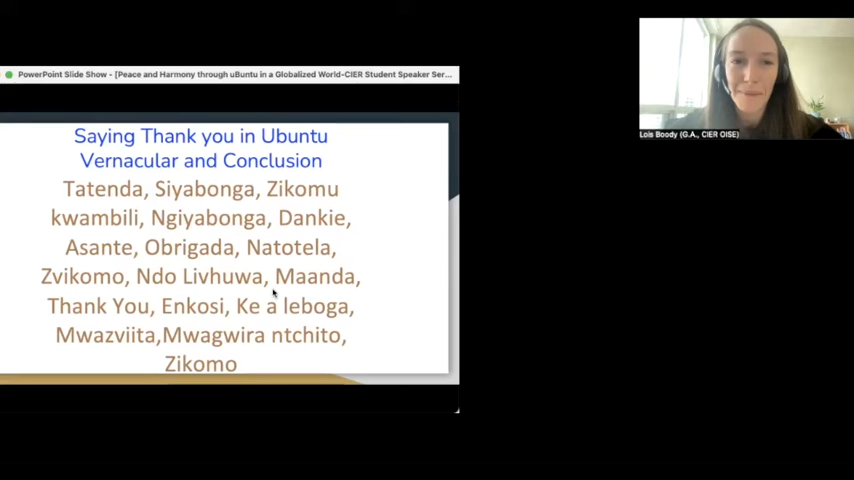 PowerPoint Slide Show - [Peace and Harmony through uBuntu in a Globalized World-CIER Student Speaker Ser...
Saying Thank you in Ubuntu
Vernacular and Conclusion
Tatenda, Siyabonga, Zikomu
kwambili, Ngiyabonga, Dankie,
Asante, Obrigada, Natotela,
Zvikomo, Ndo Livhuwa, Maanda,
Thank You, Enkosi, Ke a leboga,
Mwazviita,Mwagwira ntchito,
Zikomo
Lois Boody (G.A., CIER OISE)